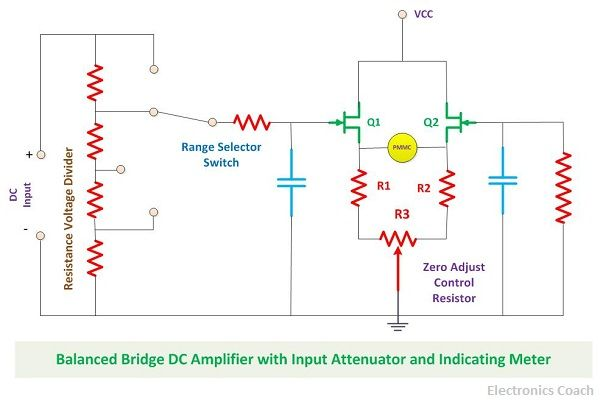 VCC
Q1
Q2
PMMC
Range Selector
Switch
+
DC
Input
-
Resistance Voltage Divider
R1
R2
R3
Zero Adjust
Control
Resistor
Balanced Bridge DC Amplifier with Input Attenuator and Indicating Meter
Electronics Coach